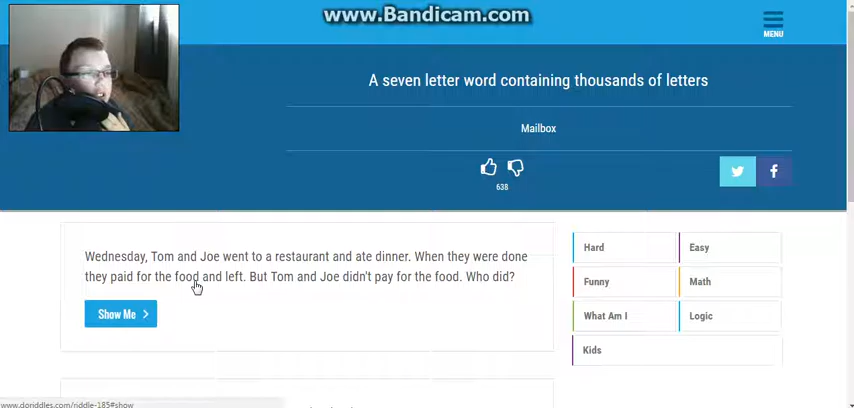 www.Bandicam.com
MENU
A seven letter word containing thousands of letters
Mailbox
638
Wednesday, Tom and Joe went to a restaurant and ate dinner. When they were done
they paid for the food and left. But Tom and Joe didn't pay for the food. Who did?
Show Me
Hard
Easy
Funny
Math
What Am I
Logic
Kids
www.doriddles.com/riddle-185#show